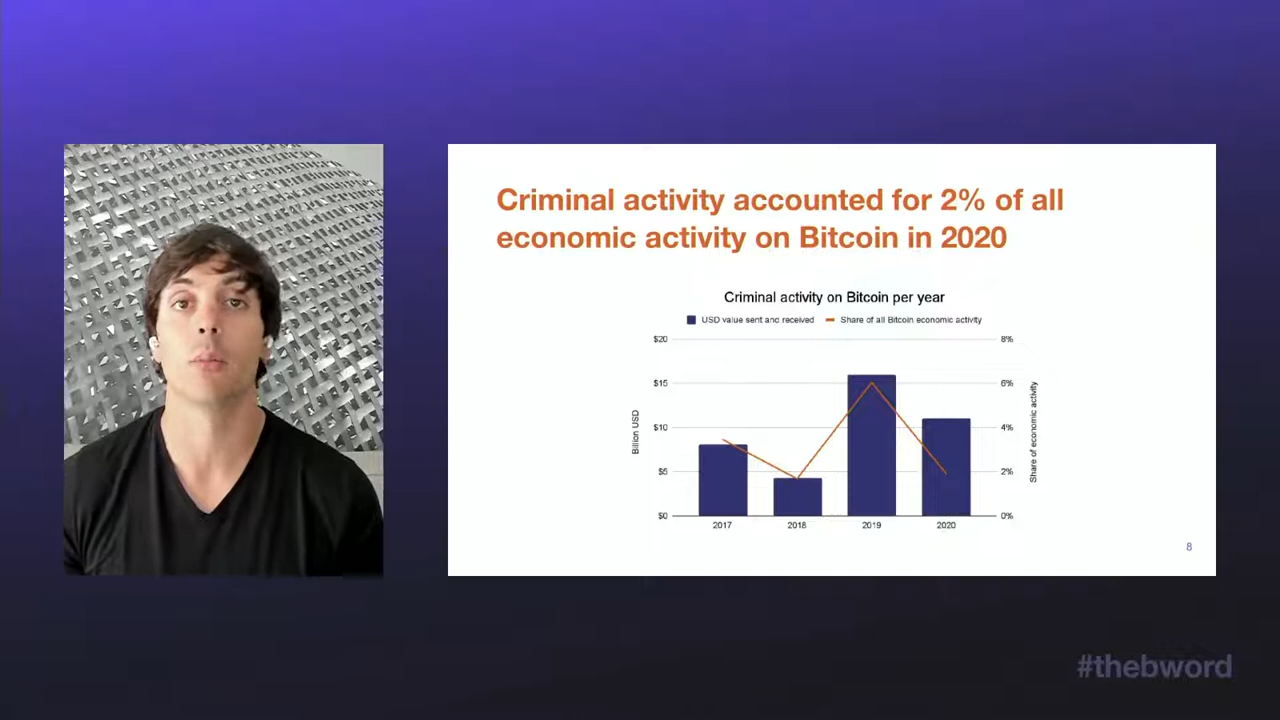 Criminal activity accounted for 2% of all
economic activity on Bitcoin in 2020
Criminal activity on Bitcoin per year
USD value sent and received Share of all Bitcoin economic activity
$20 8%
$15 6%
$10 4%
$5 2%
$0 0%
Billion USD
Share of economic activity
2017 2018 2019 2020
8
#thebword